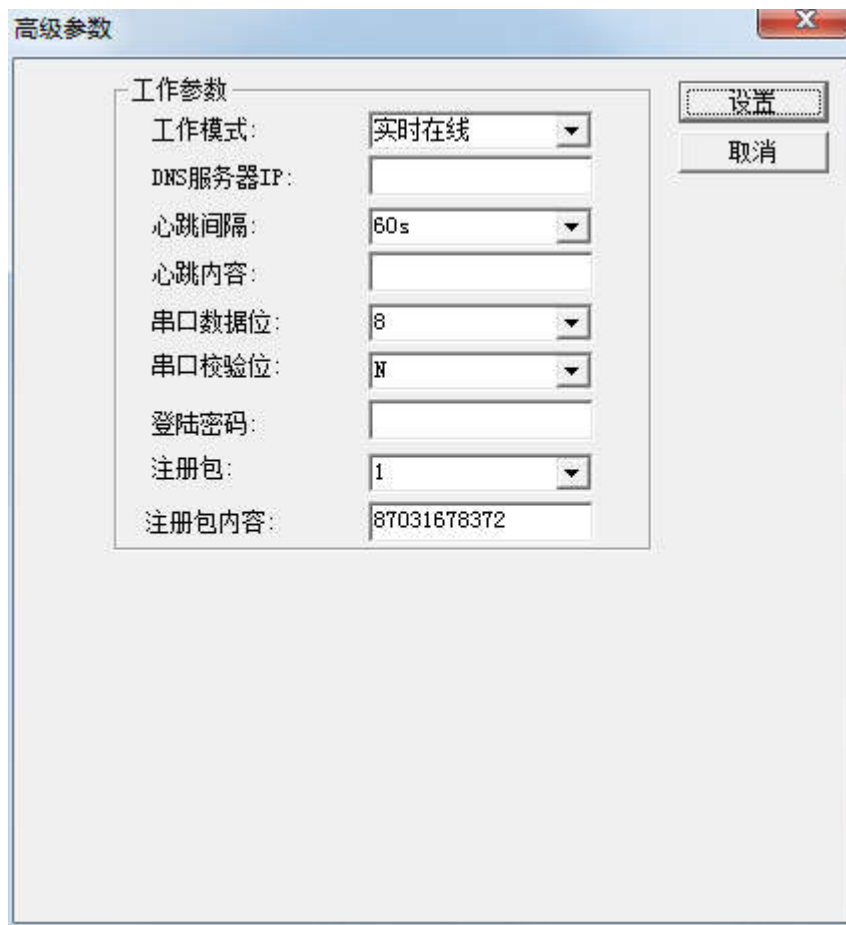 高级参数
工作参数
设置
工作模式: 实时在线
取消
DNS服务器IP:
心跳间隔: 60s
心跳内容:
串口数据位: 8
串口校验位: N
登陆密码:
注册包: 1
注册包内容: 87031678372